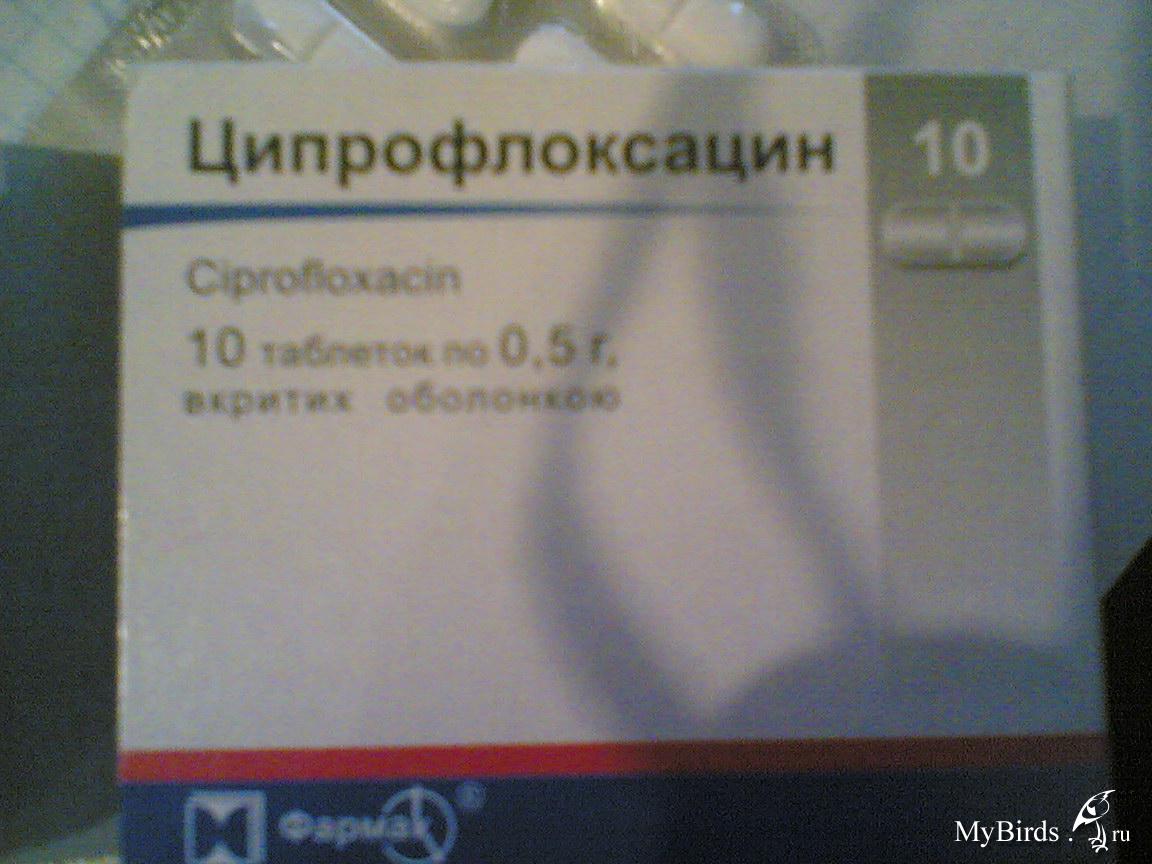 Ципрофлоксацин
10
Ciprofloxacin
10 таблеток по 0,5 г,
вкритих оболонкою
Фармак ®
MyBirds.ru